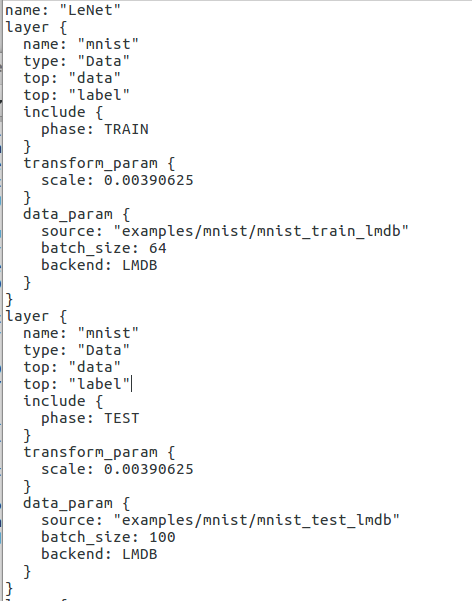 name: "LeNet"
layer {
  name: "mnist"
  type: "Data"
  top: "data"
  top: "label"
  include {
    phase: TRAIN
  }
  transform_param {
    scale: 0.00390625
  }
  data_param {
    source: "examples/mnist/mnist_train_lmdb"
    batch_size: 64
    backend: LMDB
  }
}
layer {
  name: "mnist"
  type: "Data"
  top: "data"
  top: "label"
  include {
    phase: TEST
  }
  transform_param {
    scale: 0.00390625
  }
  data_param {
    source: "examples/mnist/mnist_test_lmdb"
    batch_size: 100
    backend: LMDB
  }
}